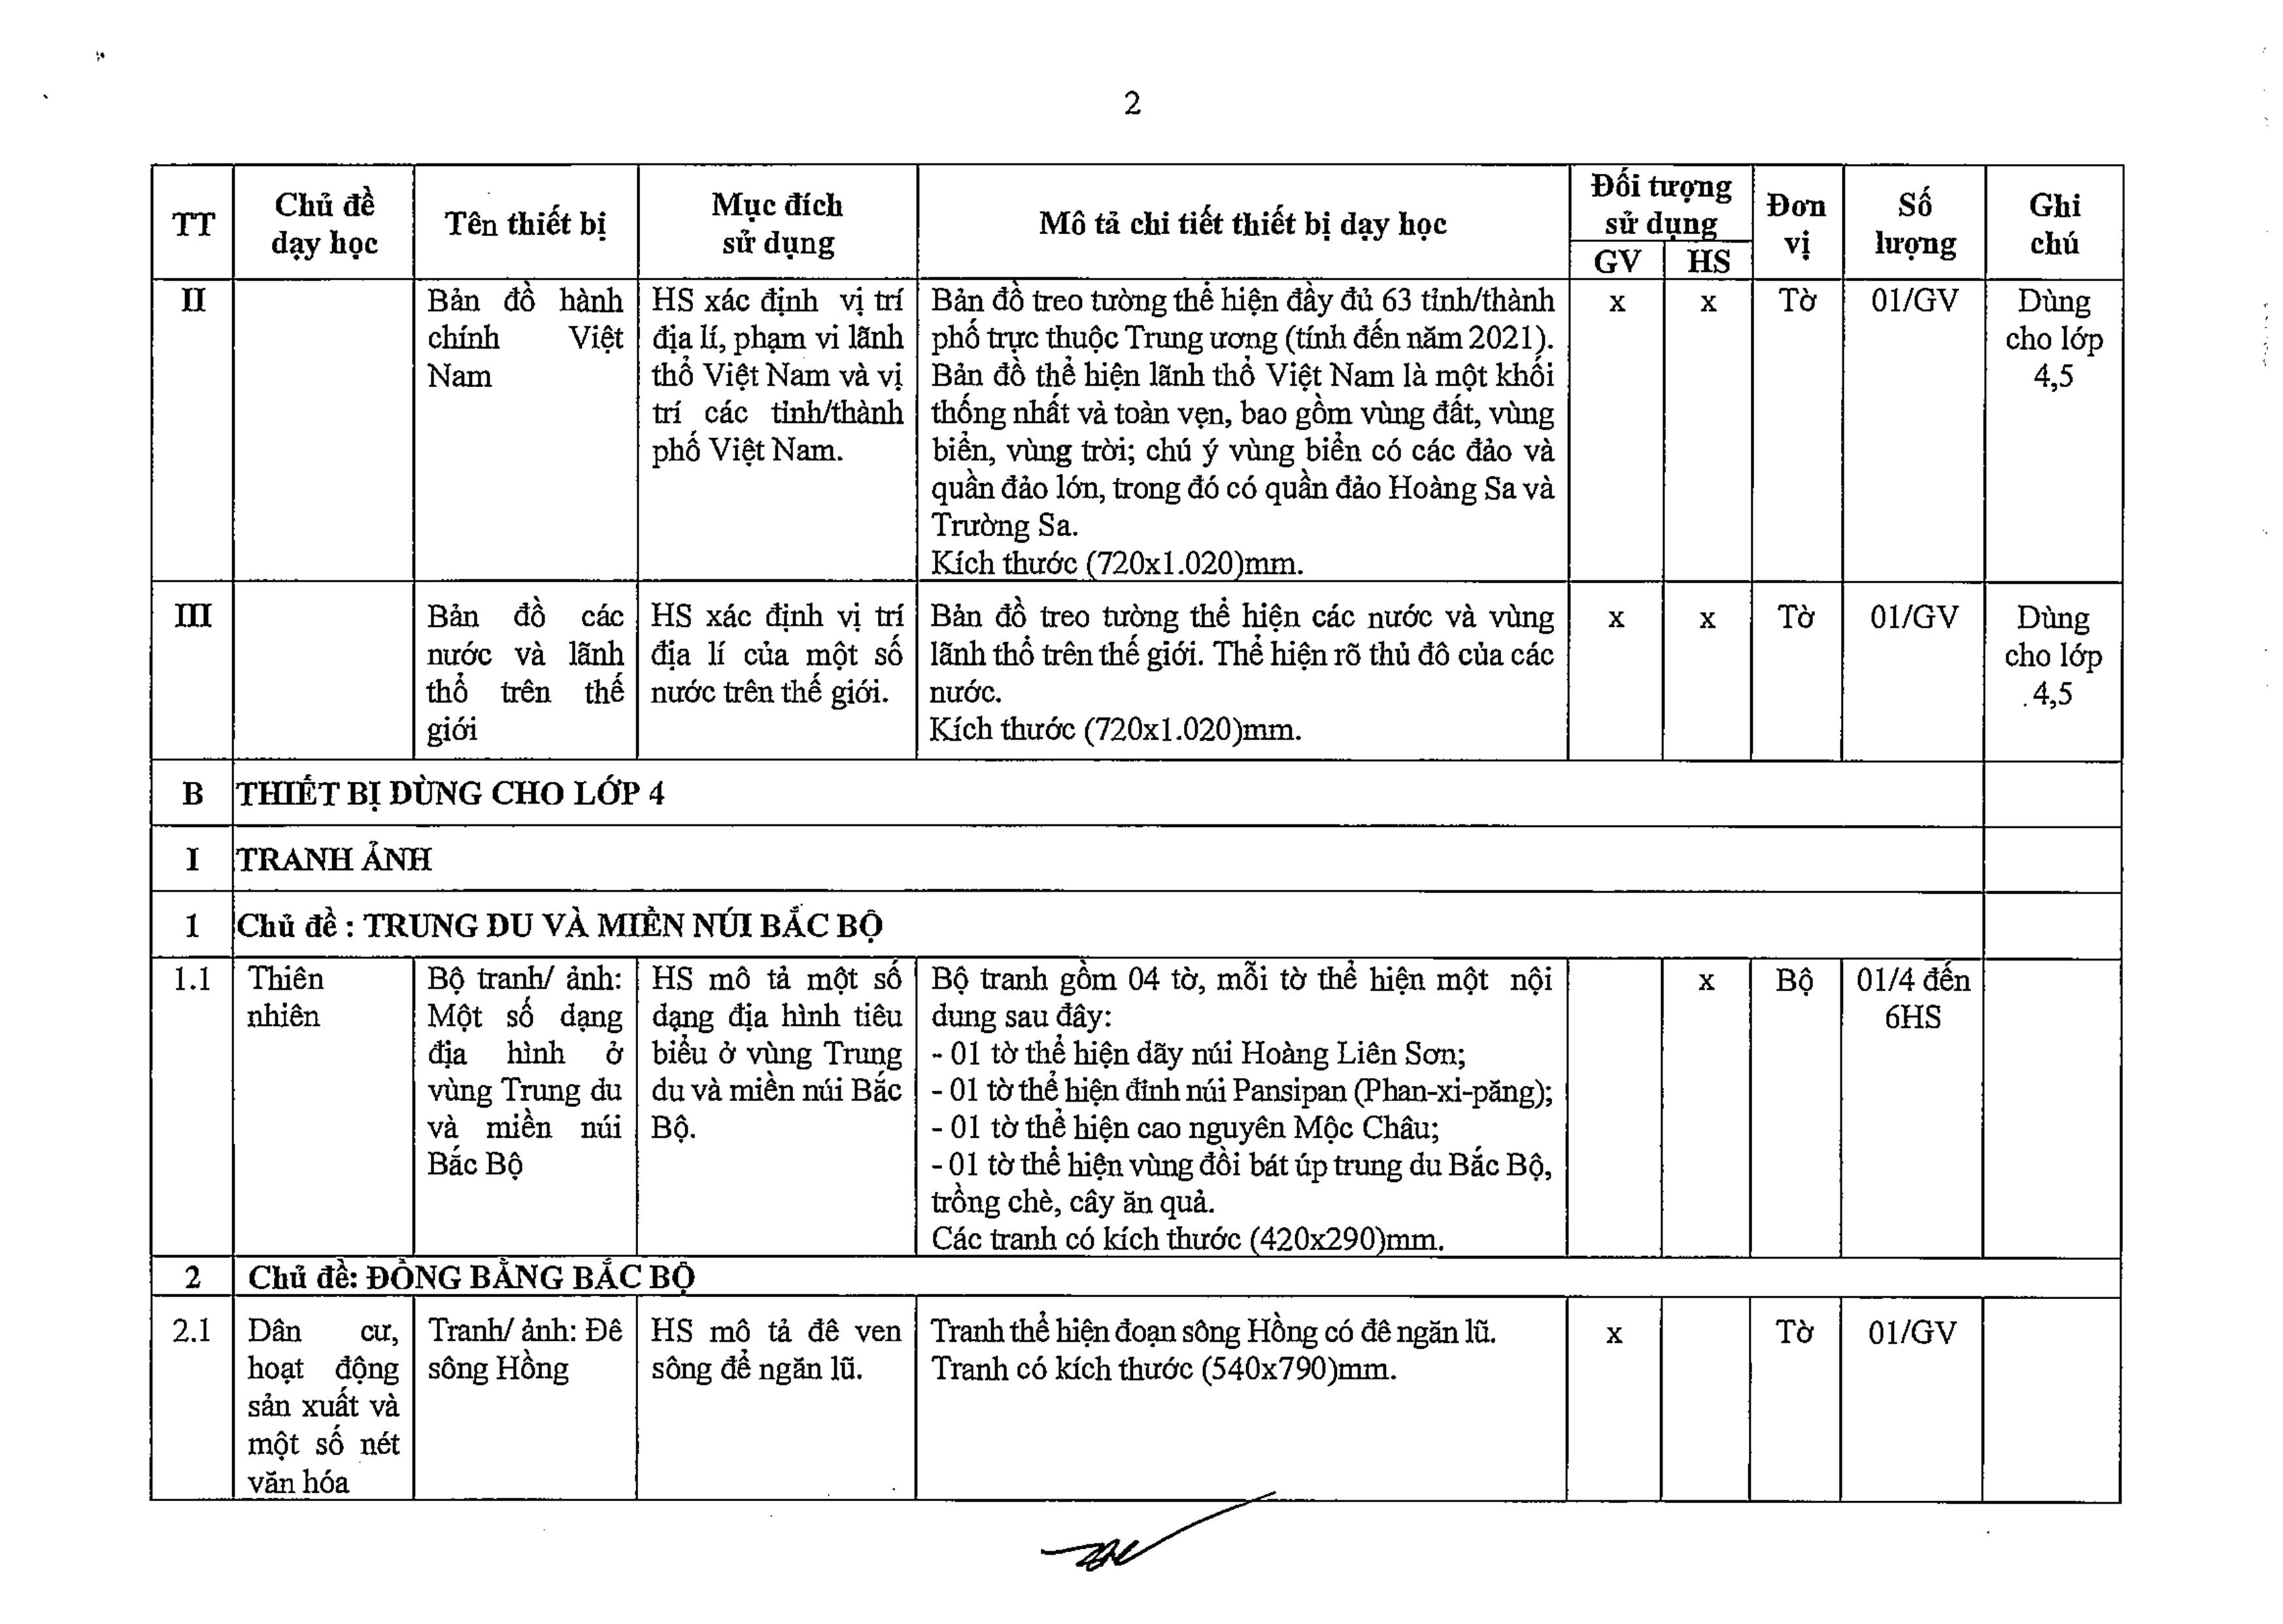 2
TT
Chủ đề
dạy học
Tên thiết bị
Mục đích
sử dụng
Mô tả chi tiết thiết bị dạy học
Đối tượng
sử dụng
GV
HS
Đơn
vị
Số
lượng
Ghi
chú
II
Bản đồ hành
chính Việt
Nam
HS xác định vị trí
địa lí, phạm vi lãnh
thổ Việt Nam và vị
trí các tỉnh/thành
phố Việt Nam.
Bản đồ treo tường thể hiện đầy đủ 63 tỉnh/thành
phố trực thuộc Trung ương (tính đến năm 2021).
Bản đồ thể hiện lãnh thổ Việt Nam là một khối
thống nhất và toàn vẹn, bao gồm vùng đất, vùng
biển, vùng trời; chú ý vùng biển có các đảo và
quần đảo lớn, trong đó có quần đảo Hoàng Sa và
Trường Sa.
Kích thước (720x1.020)mm.
x
x
Tờ
01/GV
Dùng
cho lớp
4,5
III
Bản đồ các
nước và lãnh
thổ trên thế
giới
HS xác định vị trí
địa lí của một số
nước trên thế giới.
Bản đồ treo tường thể hiện các nước và vùng
lãnh thổ trên thế giới. Thể hiện rõ thủ đô của các
nước.
Kích thước (720x1.020)mm.
x
x
Tờ
01/GV
Dùng
cho lớp
4,5
B
THIẾT BỊ DÙNG CHO LỚP 4
I
TRANH ẢNH
1
Chủ đề : TRUNG DU VÀ MIỀN NÚI BẮC BỘ
1.1
Thiên
nhiên
Bộ tranh/ ảnh:
Một số dạng
địa hình ở
vùng Trung du
và miền núi
Bắc Bộ
HS mô tả một số
dạng địa hình tiêu
biểu ở vùng Trung
du và miền núi Bắc
Bộ.
Bộ tranh gồm 04 tờ, mỗi tờ thể hiện một nội
dung sau đây:
- 01 tờ thể hiện dãy núi Hoàng Liên Sơn;
- 01 tờ thể hiện đỉnh núi Pansipan (Phan-xi-păng);
- 01 tờ thể hiện cao nguyên Mộc Châu;
- 01 tờ thể hiện vùng đồi bát úp trung du Bắc Bộ,
trồng chè, cây ăn quả.
Các tranh có kích thước (420x290)mm.
x
Bộ
01/4 đến
6HS
2
Chủ đề: ĐỒNG BẰNG BẮC BỘ
2.1
Dân cư,
hoạt động
sản xuất và
một số nét
văn hóa
Tranh/ ảnh: Đê
sông Hồng
HS mô tả đê ven
sông để ngăn lũ.
Tranh thể hiện đoạn sông Hồng có đê ngăn lũ.
Tranh có kích thước (540x790)mm.
x
Tờ
01/GV